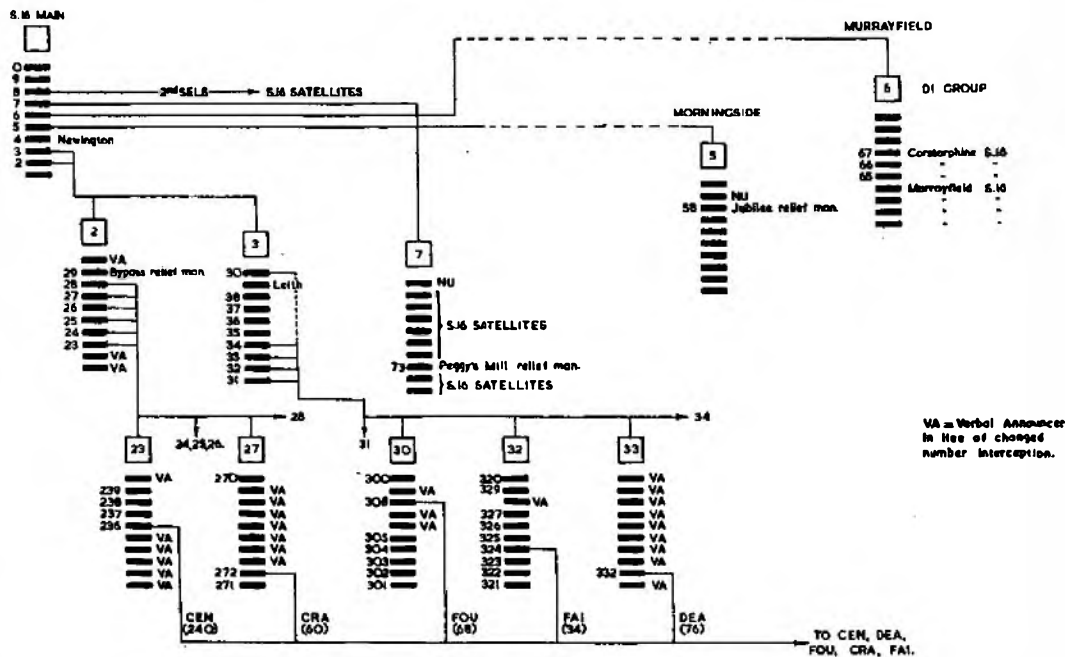 S.16 MAIN
0
9
8
7
6
5
4 Newington
3
2
2nd SELS
S.16 SATELLITES
MURRAYFIELD
6
D1 GROUP
67 Corstorphine S.16
66 " "
65 " "
Murrayfield S.16
" "
" "
" "
MORNINGSIDE
5
NU
58 Jubilee relief man.
2
VA
29 Bypass relief man.
28
27
26
25
24
23
VA
VA
3
30
Leith
38
37
36
35
34
33
32
31
7
NU
S.16 SATELLITES
73 Peggy's Mill relief man.
S.16 SATELLITES
VA = Verbal Announcer
in lieu of changed
number interception.
28
24,25,26.
31
34
23
VA
239
238
237
236
VA
VA
VA
VA
VA
27
270
VA
VA
VA
VA
VA
VA
VA
272
271
30
300
VA
308
VA
VA
305
304
303
302
301
32
320
329
VA
327
326
325
324
323
322
321
33
VA
VA
VA
VA
VA
VA
VA
VA
332
VA
CEN
(240)
CRA
(60)
FOU
(68)
FAI
(34)
DEA
(76)
TO CEN, DEA,
FOU, CRA, FAI.